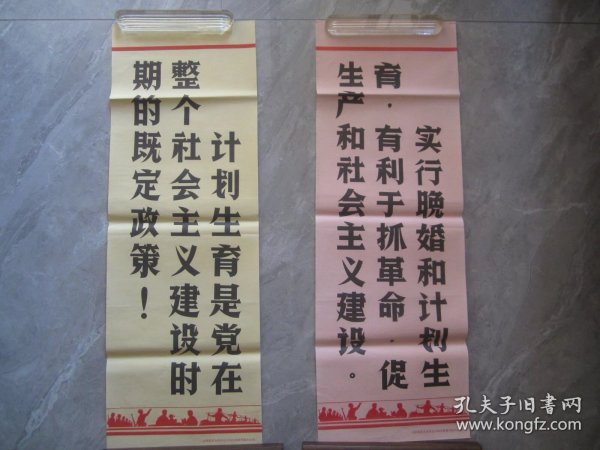 计划生育是党在
整个社会主义建设时
期的既定政策！
实行晚婚和计划生
育．有利于抓革命．促
生产和社会主义建设。
孔夫子旧书网
www.kongfz.com